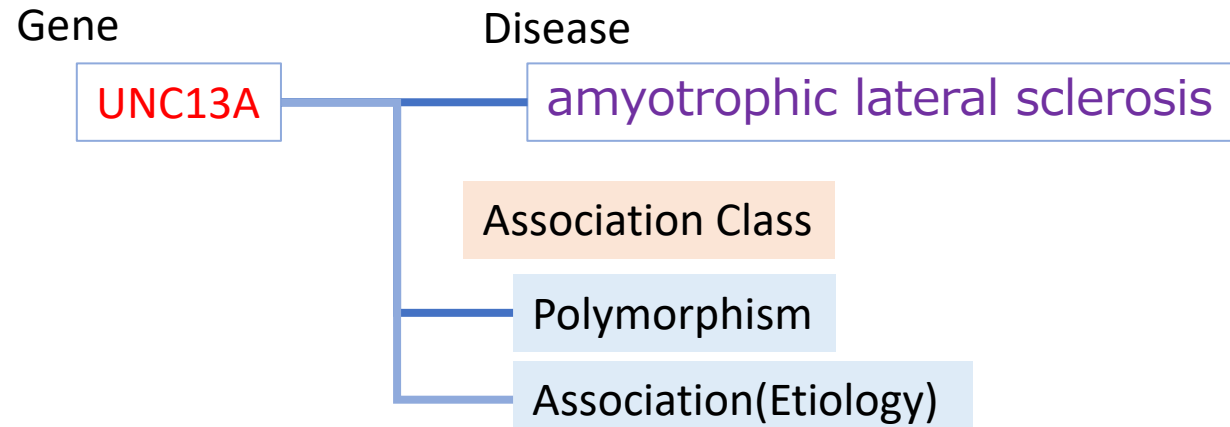 Gene
Disease
UNC13A
amyotrophic lateral sclerosis
Association Class
Polymorphism
Association(Etiology)